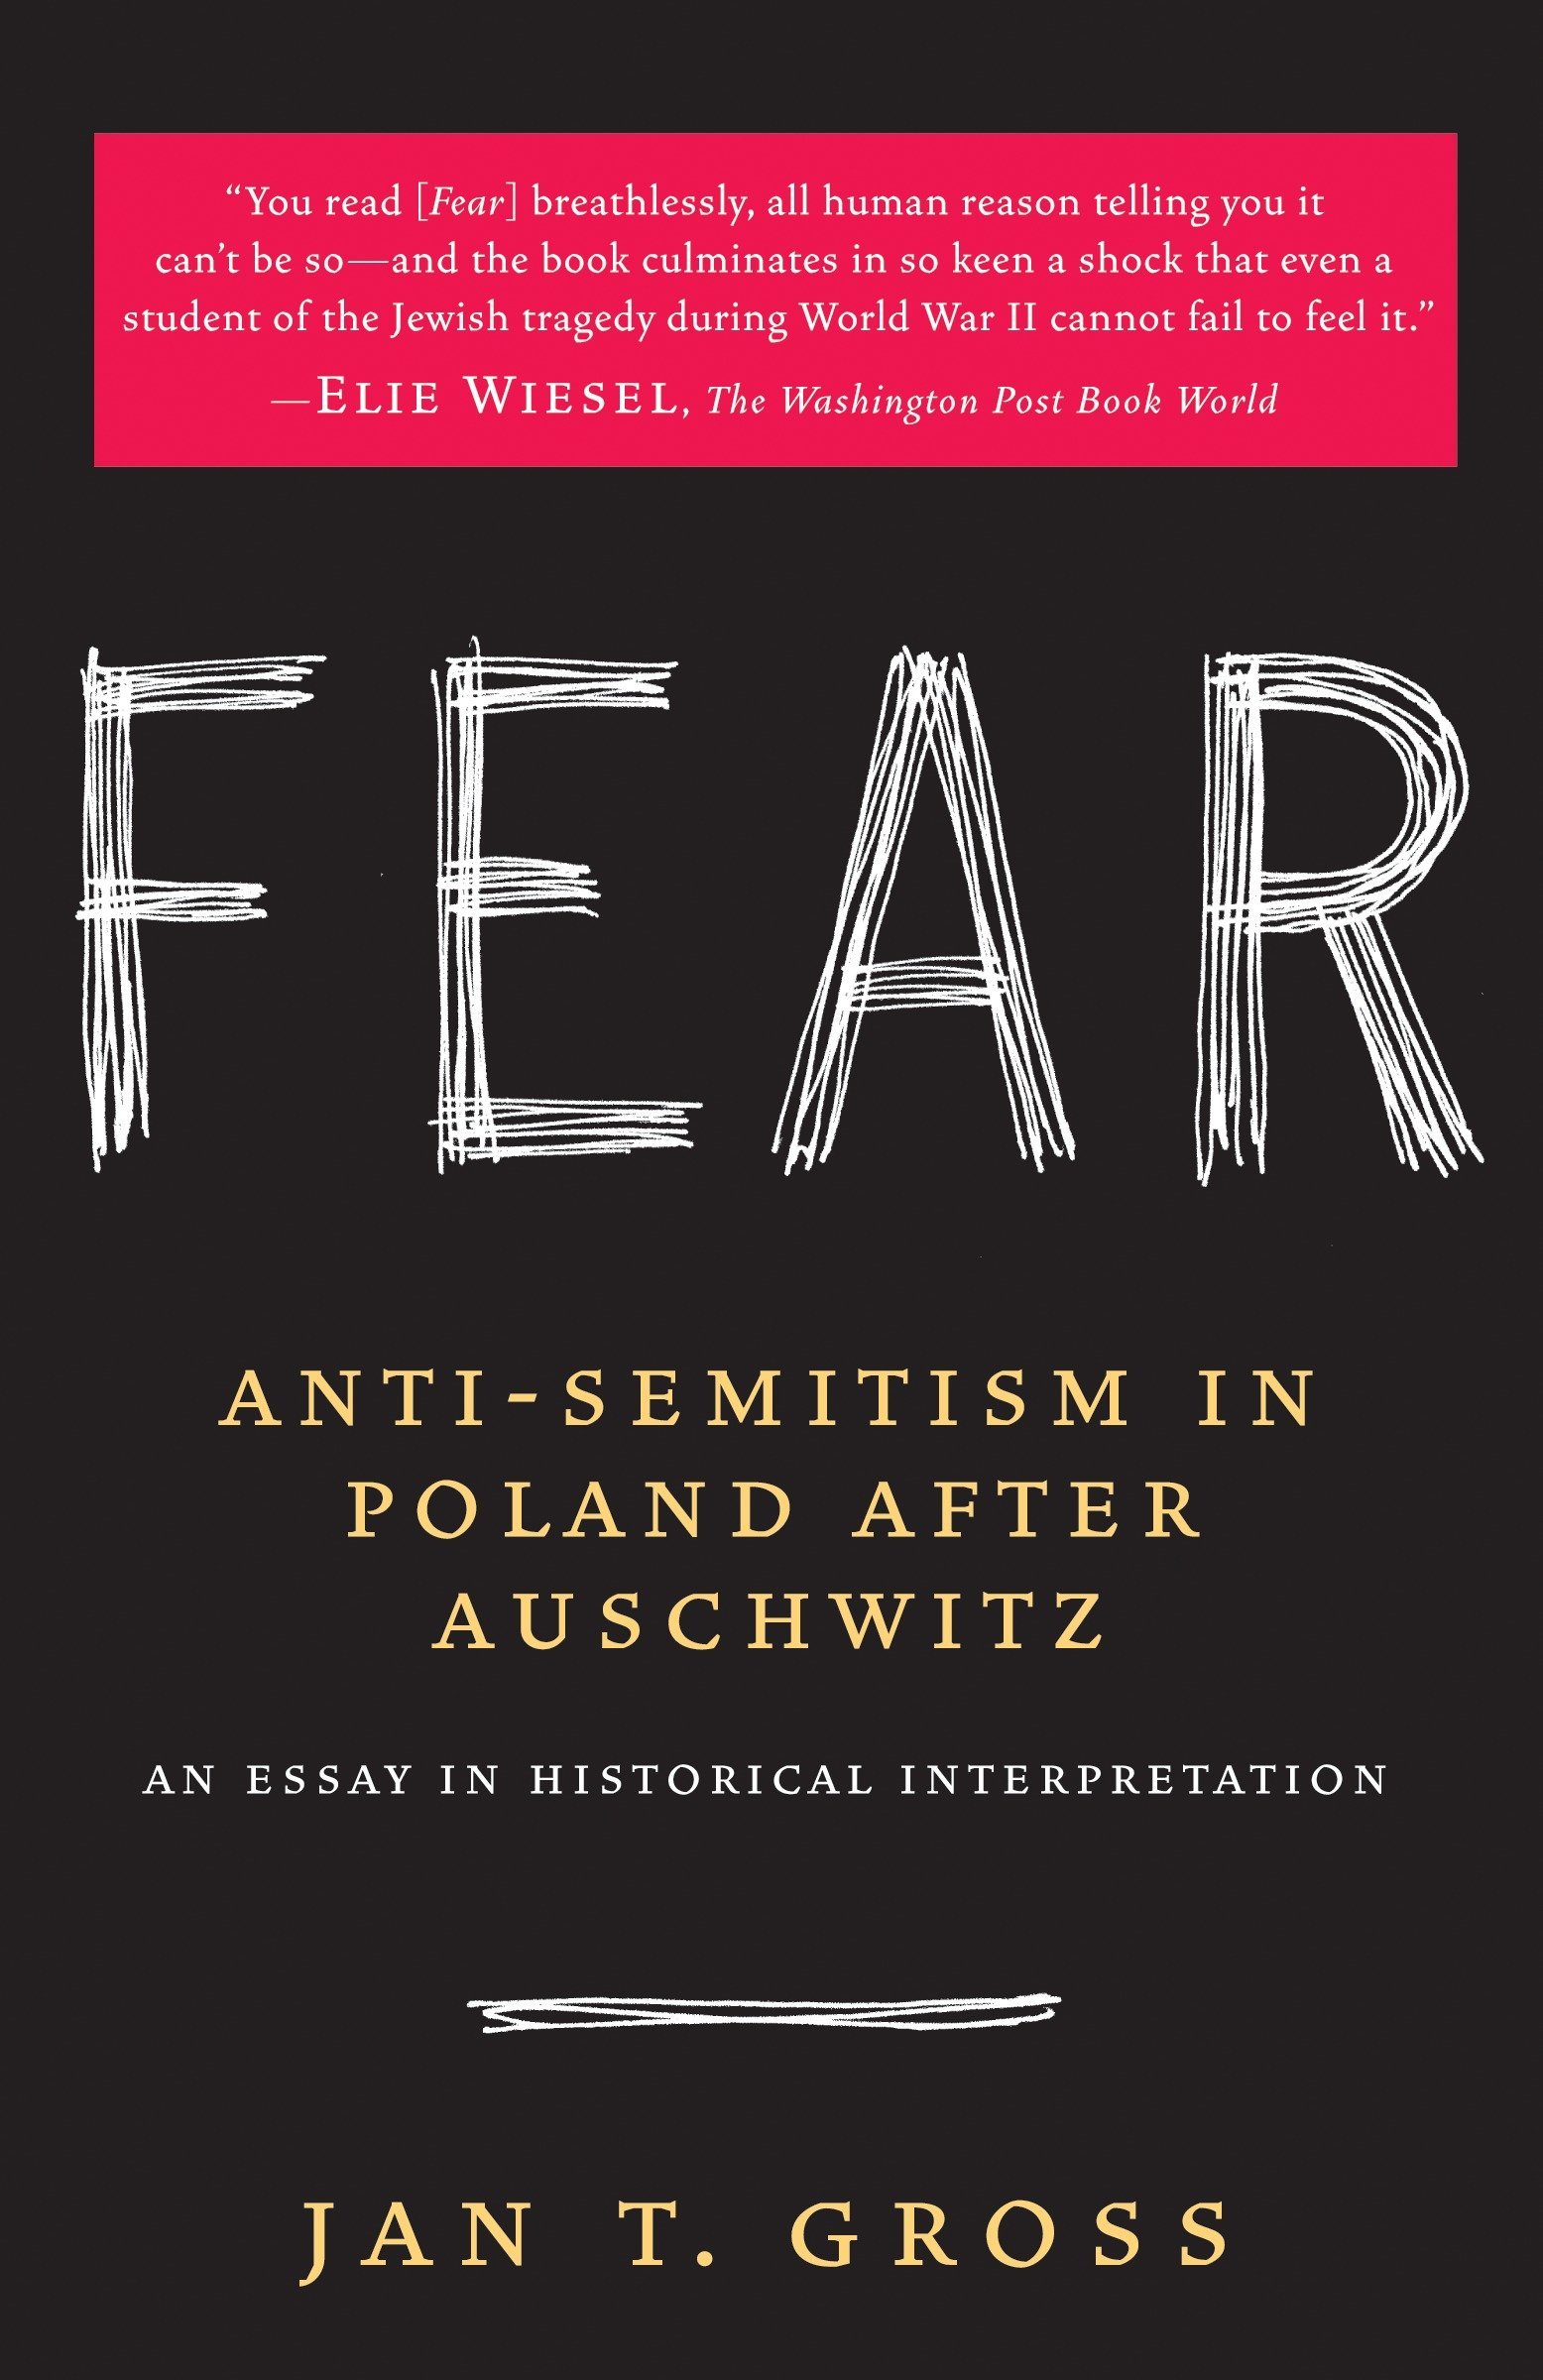 “You read [Fear] breathlessly, all human reason telling you it
can’t be so—and the book culminates in so keen a shock that even a
student of the Jewish tragedy during World War II cannot fail to feel it.”
—ELIE WIESEL, The Washington Post Book World
FEAR
ANTI-SEMITISM IN
POLAND AFTER
AUSCHWITZ
AN ESSAY IN HISTORICAL INTERPRETATION
JAN T. GROSS